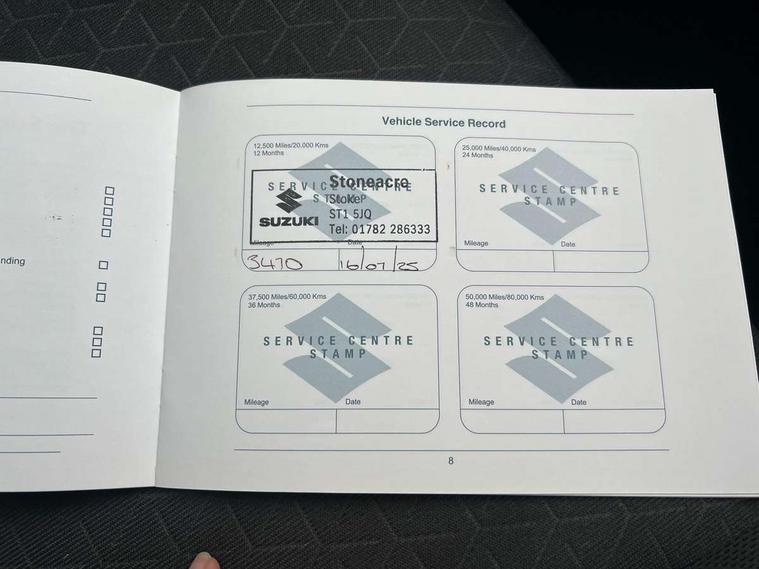 nding
Vehicle Service Record
12,500 Miles/20,000 Kms
12 Months
SERVICE CENTRE
Stoneacre
Stoke
SUZUKI
ST1 5JQ
Tel: 01782 286333
Mileage Date
3470 16/07/25
25,000 Miles/40,000 Kms
24 Months
SERVICE CENTRE
STAMP
Mileage Date
37,500 Miles/60,000 Kms
36 Months
SERVICE CENTRE
STAMP
Mileage Date
50,000 Miles/80,000 Kms
48 Months
SERVICE CENTRE
STAMP
Mileage Date
8